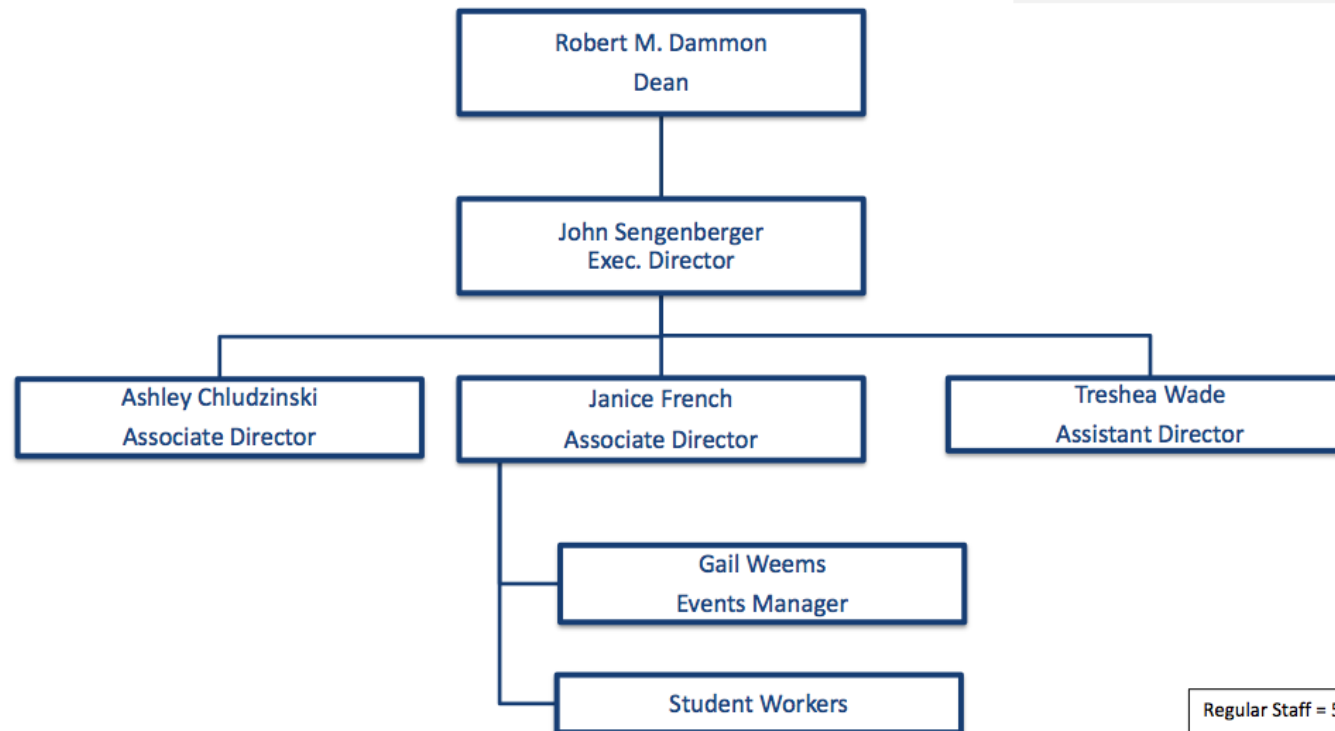 Robert M. Dammon
Dean
John Sengenberger
Exec. Director
Ashley Chludzinski
Associate Director
Janice French
Associate Director
Treshea Wade
Assistant Director
Gail Weems
Events Manager
Student Workers
Regular Staff = 5